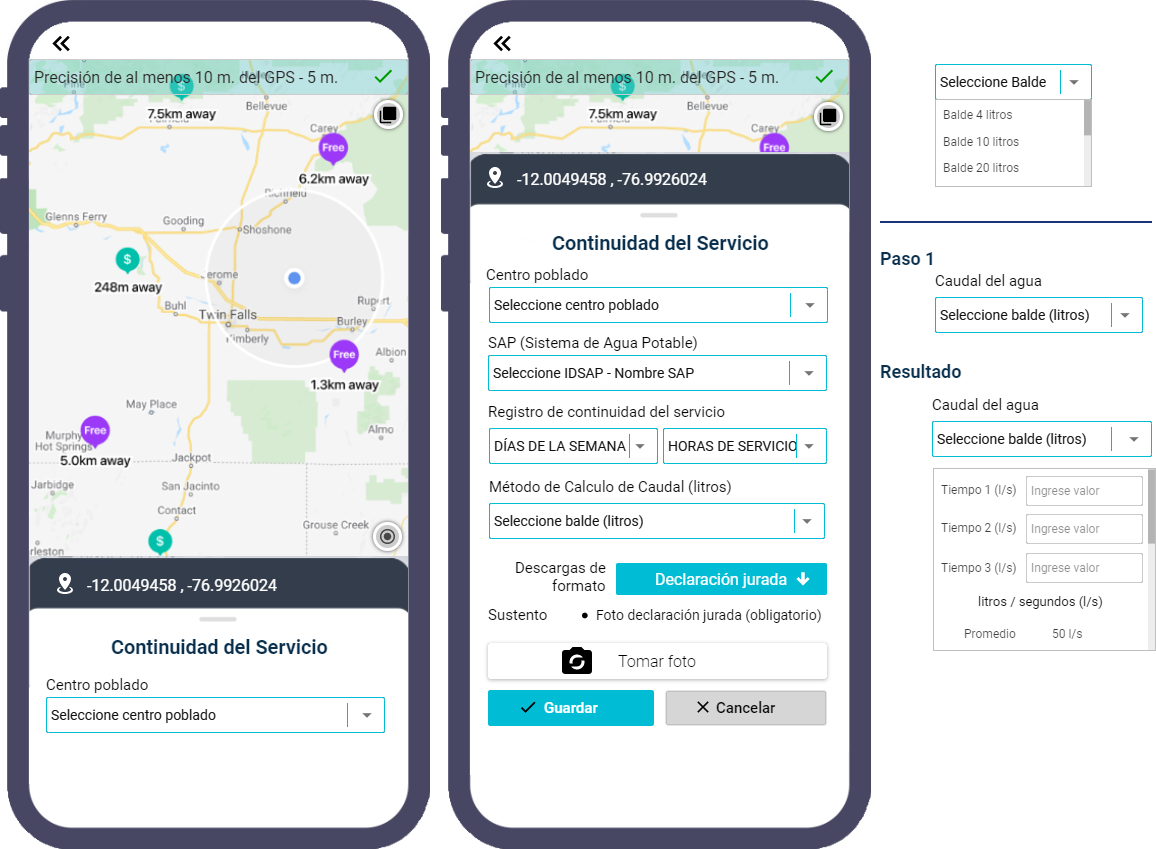 Precisión de al menos 10 m. del GPS - 5 m.
$
7.5km away
Bellevue
Carey
Free
6.2km away
Richfield
Glenns Ferry
Gooding
Shoshone
$
248m away
erome
Buhl
Twin Falls
Rupert
Burley
Kimberly
Free
Albion
1.3km away
May Place
Free
Murphy
Hot Springs
Almo
5.0km away
Jackpot
Jarbidge
San Jacinto
Contact
Grouse Creek
$
rleston
-12.0049458 , -76.9926024
Continuidad del Servicio
Centro poblado
Seleccione centro poblado
Precisión de al menos 10 m. del GPS - 5 m.
$
7.5km away
Bellevue
Carey
Free
-12.0049458 , -76.9926024
Continuidad del Servicio
Centro poblado
Seleccione centro poblado
SAP (Sistema de Agua Potable)
Seleccione IDSAP - Nombre SAP
Registro de continuidad del servicio
DÍAS DE LA SEMANA HORAS DE SERVICIO
Método de Calculo de Caudal (litros)
Seleccione balde (litros)
Descargas de
formato
Declaración jurada
Sustento • Foto declaración jurada (obligatorio)
Tomar foto
Guardar Cancelar
Seleccione Balde
Balde 4 litros
Balde 10 litros
Balde 20 litros
Paso 1
Caudal del agua
Seleccione balde (litros)
Resultado
Caudal del agua
Seleccione balde (litros)
Tiempo 1 (l/s) Ingrese valor
Tiempo 2 (l/s) Ingrese valor
Tiempo 3 (l/s) Ingrese valor
litros / segundos (l/s)
Promedio 50 l/s